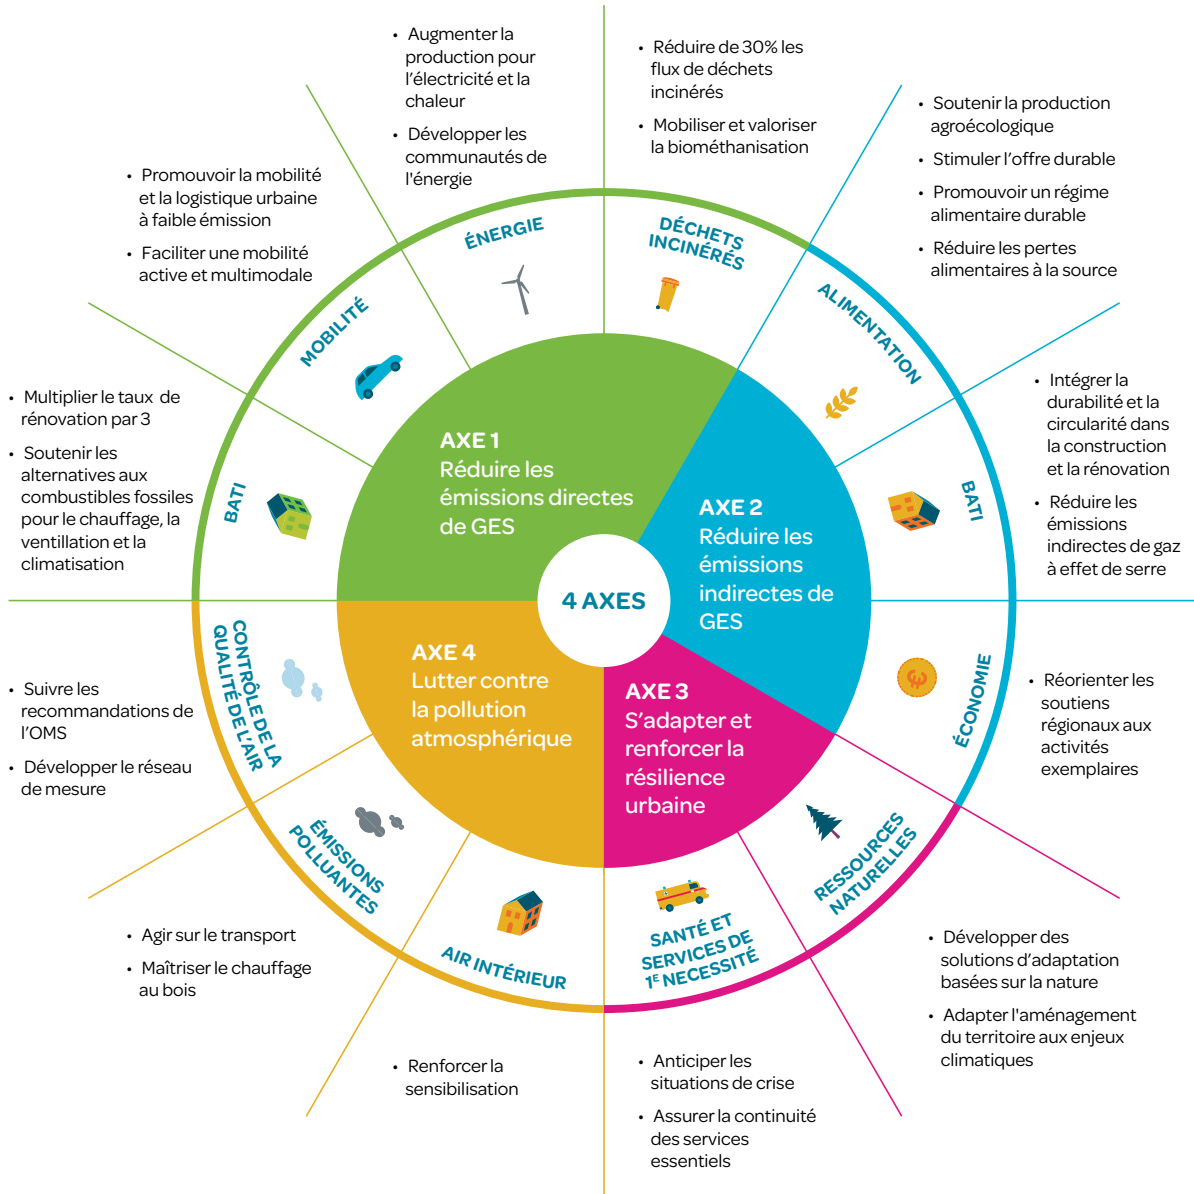 4 AXES
AXE 1
Réduire les
émissions directes
de GES
BATI
• Multiplier le taux de
rénovation par 3
• Soutenir les
alternatives aux
combustibles fossiles
pour le chauffage, la
ventillation et la
climatisation
MOBILITÉ
• Promouvoir la mobilité
et la logistique urbaine
à faible émission
• Faciliter une mobilité
active et multimodale
ÉNERGIE
• Augmenter la
production pour
l’électricité et la
chaleur
• Développer les
communautés de
l'énergie
DÉCHETS
INCINÉRÉS
• Réduire de 30% les
flux de déchets
incinérés
• Mobiliser et valoriser
la biométhanisation
AXE 2
Réduire les
émissions
indirectes de
GES
ALIMENTATION
• Soutenir la production
agroécologique
• Stimuler l’offre durable
• Promouvoir un régime
alimentaire durable
• Réduire les pertes
alimentaires à la source
BATI
• Intégrer la
durabilité et la
circularité dans
la construction
et la rénovation
• Réduire les
émissions
indirectes de gaz
à effet de serre
ÉCONOMIE
€
• Réorienter les
soutiens
régionaux aux
activités
exemplaires
AXE 3
S’adapter et
renforcer la
résilience
urbaine
RESSOURCES
NATURELLES
• Développer des
solutions d’adaptation
basées sur la nature
• Adapter l'aménagement
du territoire aux enjeux
climatiques
SANTÉ ET
SERVICES DE
1E NECESSITÉ
• Anticiper les
situations de crise
• Assurer la continuité
des services
essentiels
AXE 4
Lutter contre
la pollution
atmosphérique
AIR INTÉRIEUR
• Renforcer la
sensibilisation
ÉMISSIONS
POLLUANTES
• Agir sur le transport
• Maîtriser le chauffage
au bois
CONTRÔLE DE LA
QUALITÉ DE L’AIR
• Suivre les
recommandations de
l’OMS
• Développer le réseau
de mesure